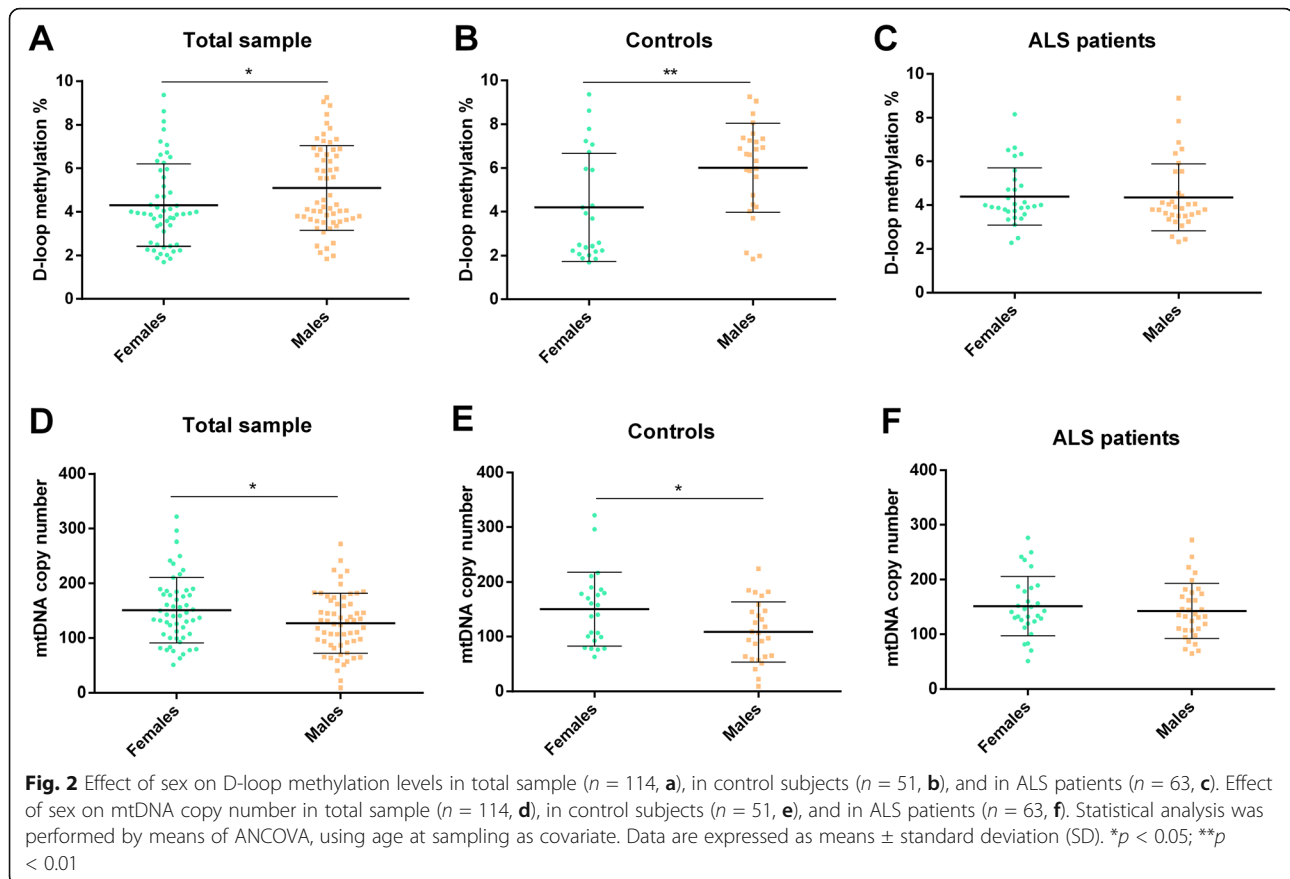 A
Total sample
*
D-loop methylation %
10
8
6
4
2
0
Females
Males
B
Controls
**
D-loop methylation %
10
8
6
4
2
0
Females
Males
C
ALS patients
D-loop methylation %
10
8
6
4
2
0
Females
Males
D
Total sample
*
mtDNA copy number
400
300
200
100
0
Females
Males
E
Controls
*
mtDNA copy number
400
300
200
100
0
Females
Males
F
ALS patients
mtDNA copy number
400
300
200
100
0
Females
Males
Fig. 2 Effect of sex on D-loop methylation levels in total sample (n = 114, a), in control subjects (n = 51, b), and in ALS patients (n = 63, c). Effect
of sex on mtDNA copy number in total sample (n = 114, d), in control subjects (n = 51, e), and in ALS patients (n = 63, f). Statistical analysis was
performed by means of ANCOVA, using age at sampling as covariate. Data are expressed as means ± standard deviation (SD). *p < 0.05; **p
< 0.01